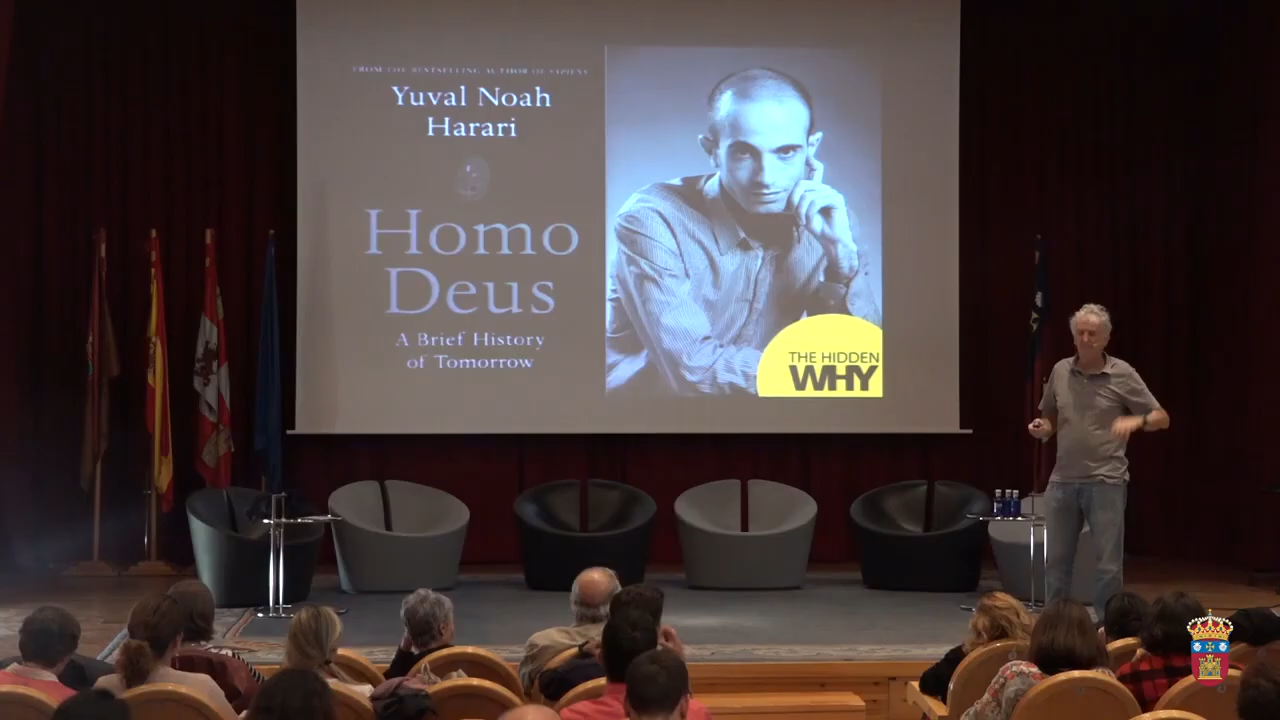 FROM THE BESTSELLING AUTHOR OF SAPIENS
Yuval Noah
Harari
Homo
Deus
A Brief History
of Tomorrow
THE HIDDEN
WHY